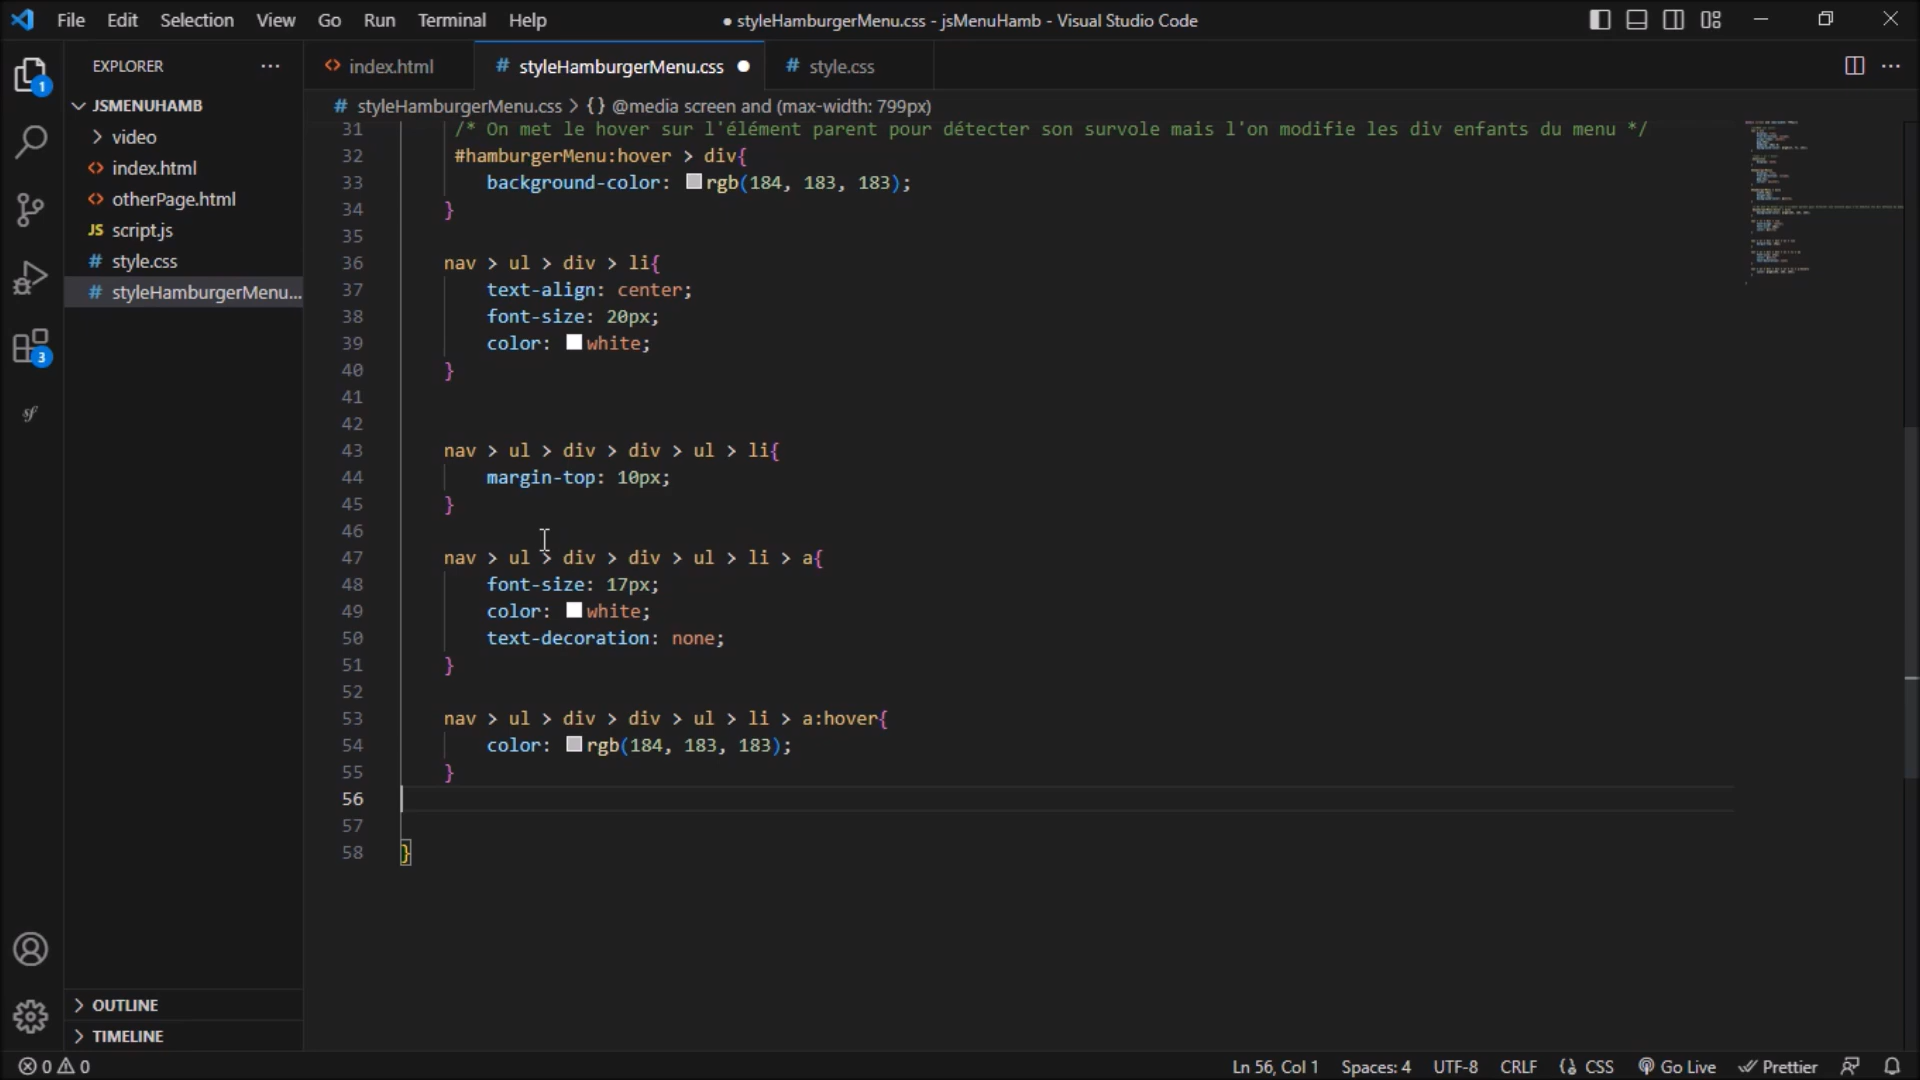 File Edit Selection View Go Run Terminal Help
● styleHamburgerMenu.css - jsMenuHamb - Visual Studio Code
EXPLORER ...
index.html
# styleHamburgerMenu.css ●
# style.css
1
JSMENUHAMB
# styleHamburgerMenu.css > {} @media screen and (max-width: 799px)
video
index.html
otherPage.html
JS script.js
# style.css
# styleHamburgerMenu...
3
31 /* On met le hover sur l'élément parent pour détecter son survole mais l'on modifie les div enfants du menu */
32 #hamburgerMenu:hover > div{
33 background-color: rgb(184, 183, 183);
34 }
35
36 nav > ul > div > li{
37 text-align: center;
38 font-size: 20px;
39 color: white;
40 }
41
42
43 nav > ul > div > div > ul > li{
44 margin-top: 10px;
45 }
46
47 nav > ul > div > div > ul > li > a{
48 font-size: 17px;
49 color: white;
50 text-decoration: none;
51 }
52
53 nav > ul > div > div > ul > li > a:hover{
54 color: rgb(184, 183, 183);
55 }
56
57
58 }
OUTLINE
TIMELINE
0 0
Ln 56, Col 1 Spaces: 4 UTF-8 CRLF CSS Go Live Prettier